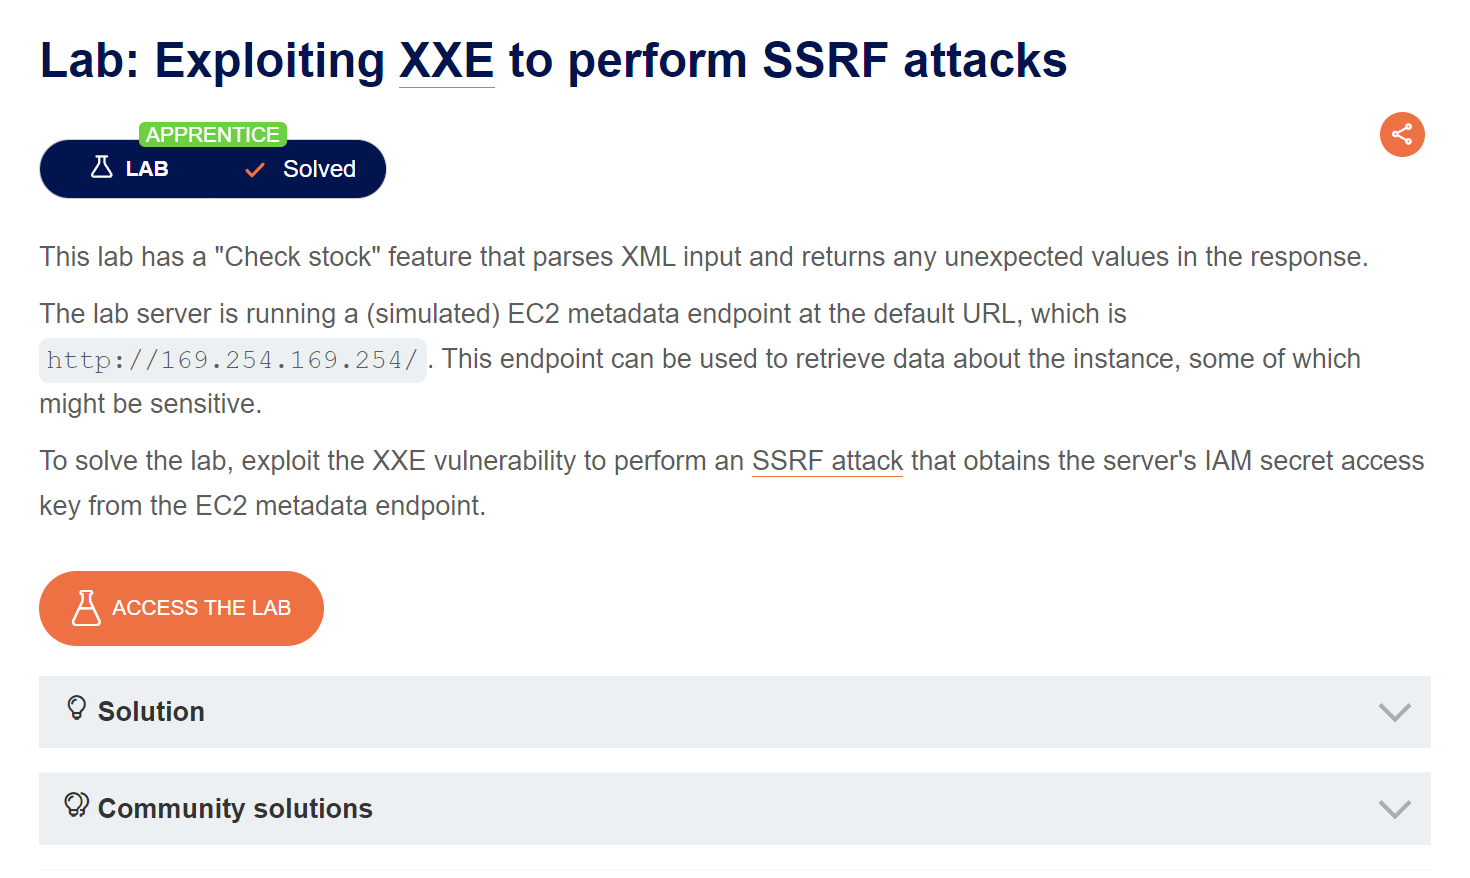 Lab: Exploiting XXE to perform SSRF attacks
APPRENTICE
LAB Solved
This lab has a "Check stock" feature that parses XML input and returns any unexpected values in the response.
The lab server is running a (simulated) EC2 metadata endpoint at the default URL, which is
http://169.254.169.254/. This endpoint can be used to retrieve data about the instance, some of which
might be sensitive.
To solve the lab, exploit the XXE vulnerability to perform an SSRF attack that obtains the server's IAM secret access
key from the EC2 metadata endpoint.
ACCESS THE LAB
Solution
Community solutions